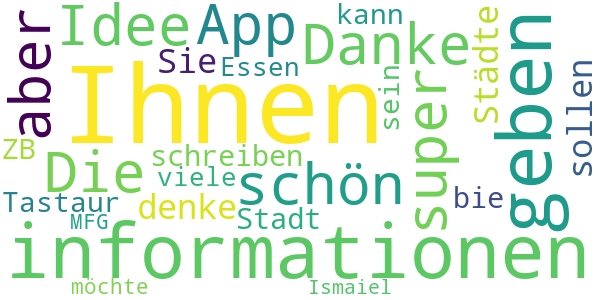 aber
Idee
App
kann
Danke
Städte
geben
Sie
Essen
Ihnen
sein
super
sollen
ZB
Die
schreiben
viele
schön
Tastaur
denke
bie
MFG
Stadt
informationen
möchte
Ismaiel